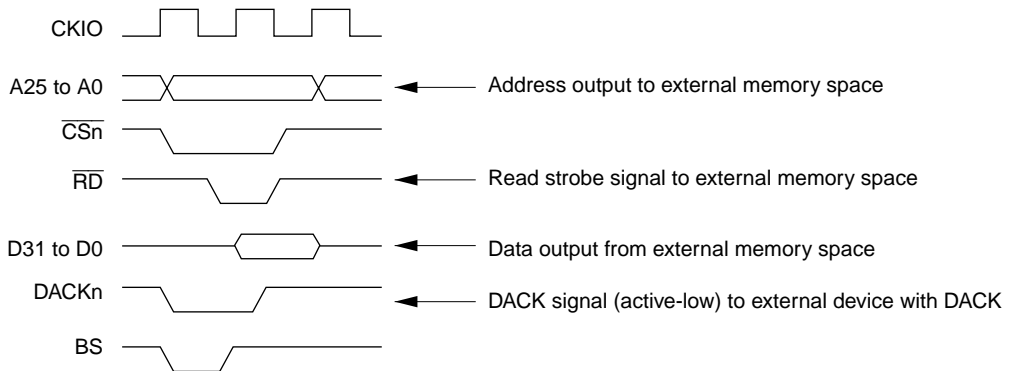 CKIO
A25 to A0
Address output to external memory space
CSn
RD
Read strobe signal to external memory space
D31 to D0
Data output from external memory space
DACKn
DACK signal (active-low) to external device with DACK
BS